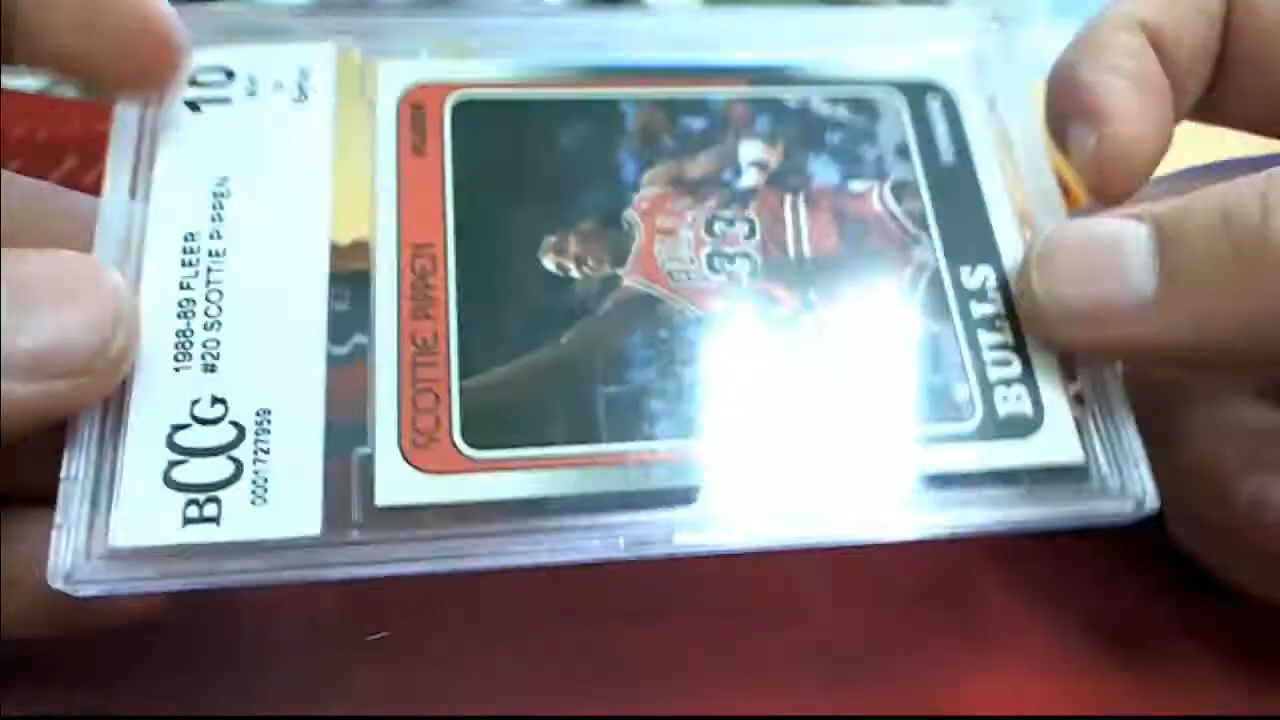 1988-89 FLEER
#20 SCOTTIE PIPPEN
10
BCCG
0001727959
SCOTTIE PIPPEN
33
BULLS